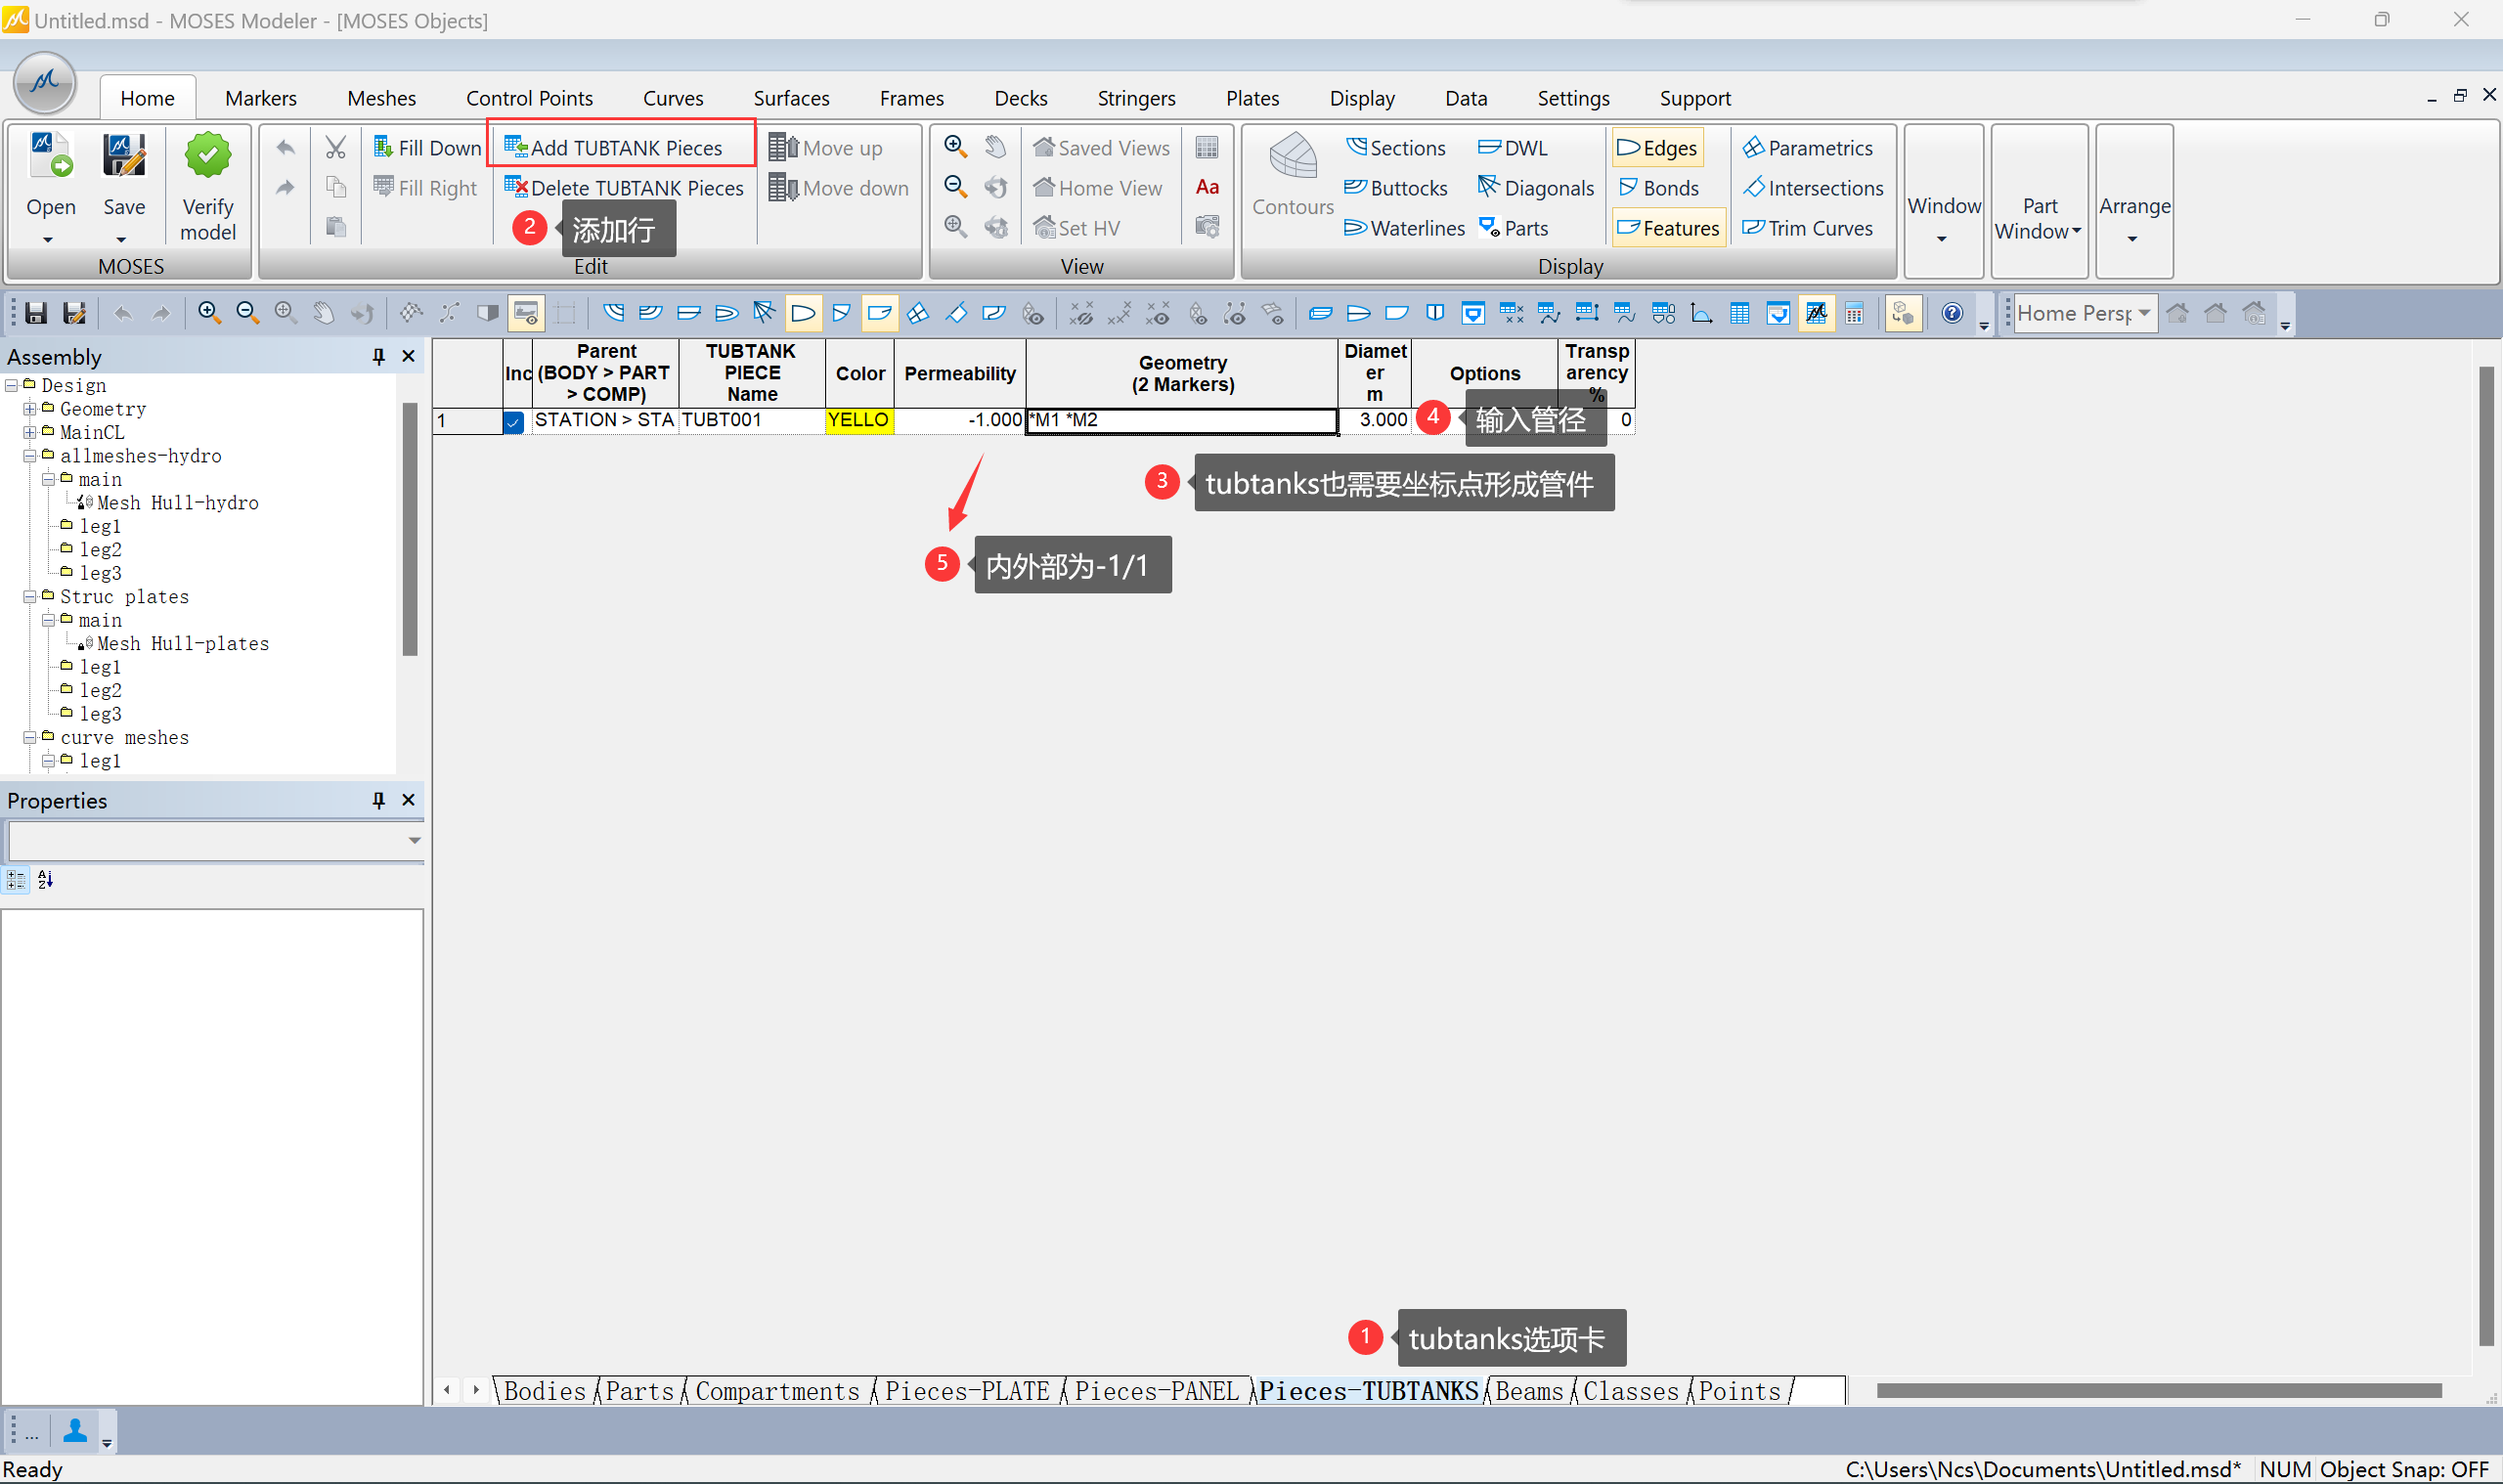 Untitled.msd - MOSES Modeler - [MOSES Objects]
Home Markers Meshes Control Points Curves Surfaces Frames Decks Stringers Plates Display Data Settings Support
Open
Save
Verify
model
MOSES
Fill Down
Fill Right
Add TUBTANK Pieces
Delete TUBTANK Pieces
Move up
Move down
2 添加行
Edit
Saved Views
Home View
Set HV
Aa
View
Contours
Sections
Buttocks
Waterlines
DWL
Diagonals
Parts
Edges
Bonds
Features
Parametrics
Intersections
Trim Curves
Display
Window
Part
Window
Arrange
Home Persp
Assembly
Design
Geometry
MainCL
allmeshes-hydro
main
Mesh Hull-hydro
leg1
leg2
leg3
Struc plates
main
Mesh Hull-plates
leg1
leg2
leg3
curve meshes
leg1
Properties
Inc
Parent
(BODY > PART
> COMP)
TUBTANK
PIECE
Name
Color
Permeability
Geometry
(2 Markers)
Diamet
er
m
Options
Transp
arency
%
1 STATION > STA TUBT001 YELLO -1.000 *M1 *M2 3.000 0
4 输入管径
3 tubtanks也需要坐标点形成管件
5 内外部为-1/1
1 tubtanks选项卡
Bodies Parts Compartments Pieces-PLATE Pieces-PANEL Pieces-TUBTANKS Beams Classes Points
...
Ready
C:\Users\Ncs\Documents\Untitled.msd* NUM Object Snap: OFF